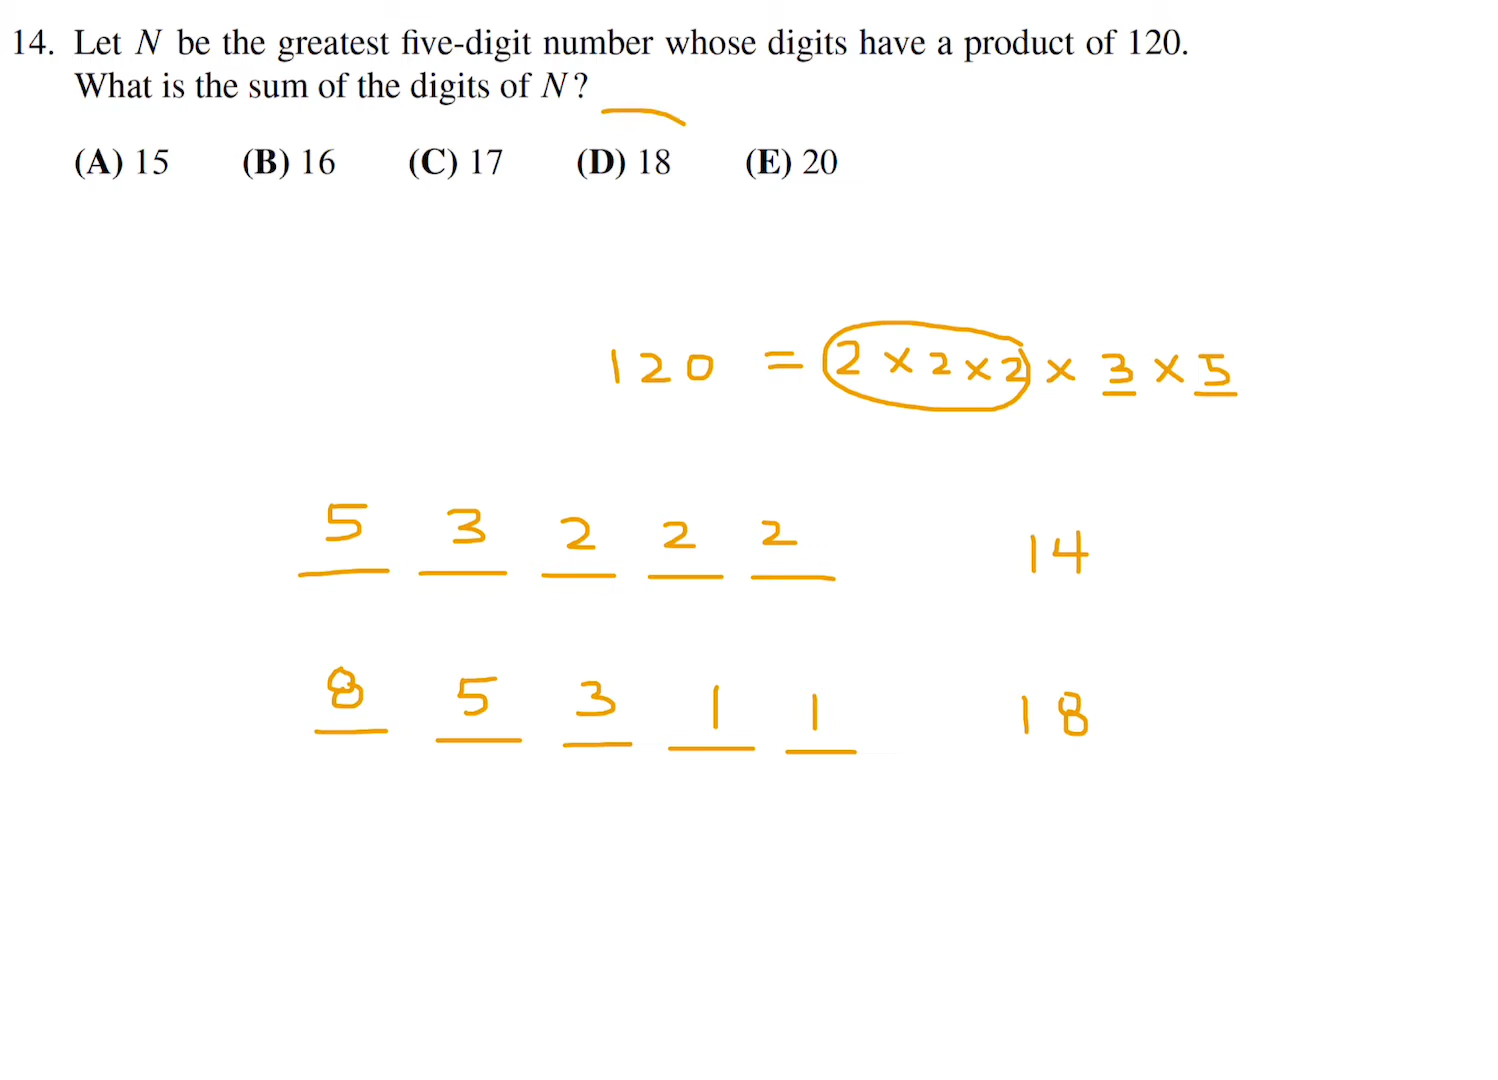 14. Let N be the greatest five-digit number whose digits have a product of 120.
What is the sum of the digits of N?
(A) 15 (B) 16 (C) 17 (D) 18 (E) 20
120 = 2 × 2 × 2 × 3 × 5
5 3 2 2 2 14
8 5 3 1 1 18